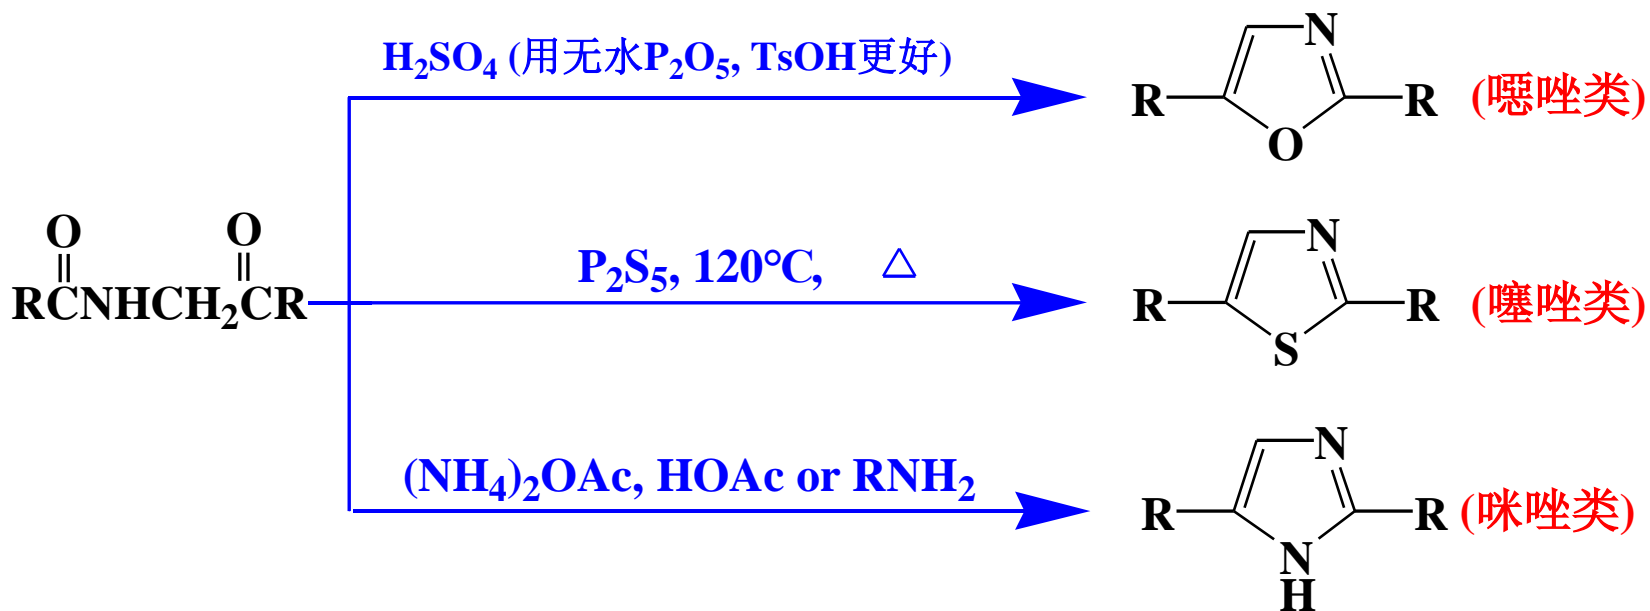 H₂SO₄ (用无水P₂O₅, TsOH更好)
N
R
R
O
(噁唑类)
O
O
RCNHCH₂CR
P₂S₅, 120℃, △
N
R
R
S
(噻唑类)
(NH₄)₂OAc, HOAc or RNH₂
N
R
R
N
H
(咪唑类)